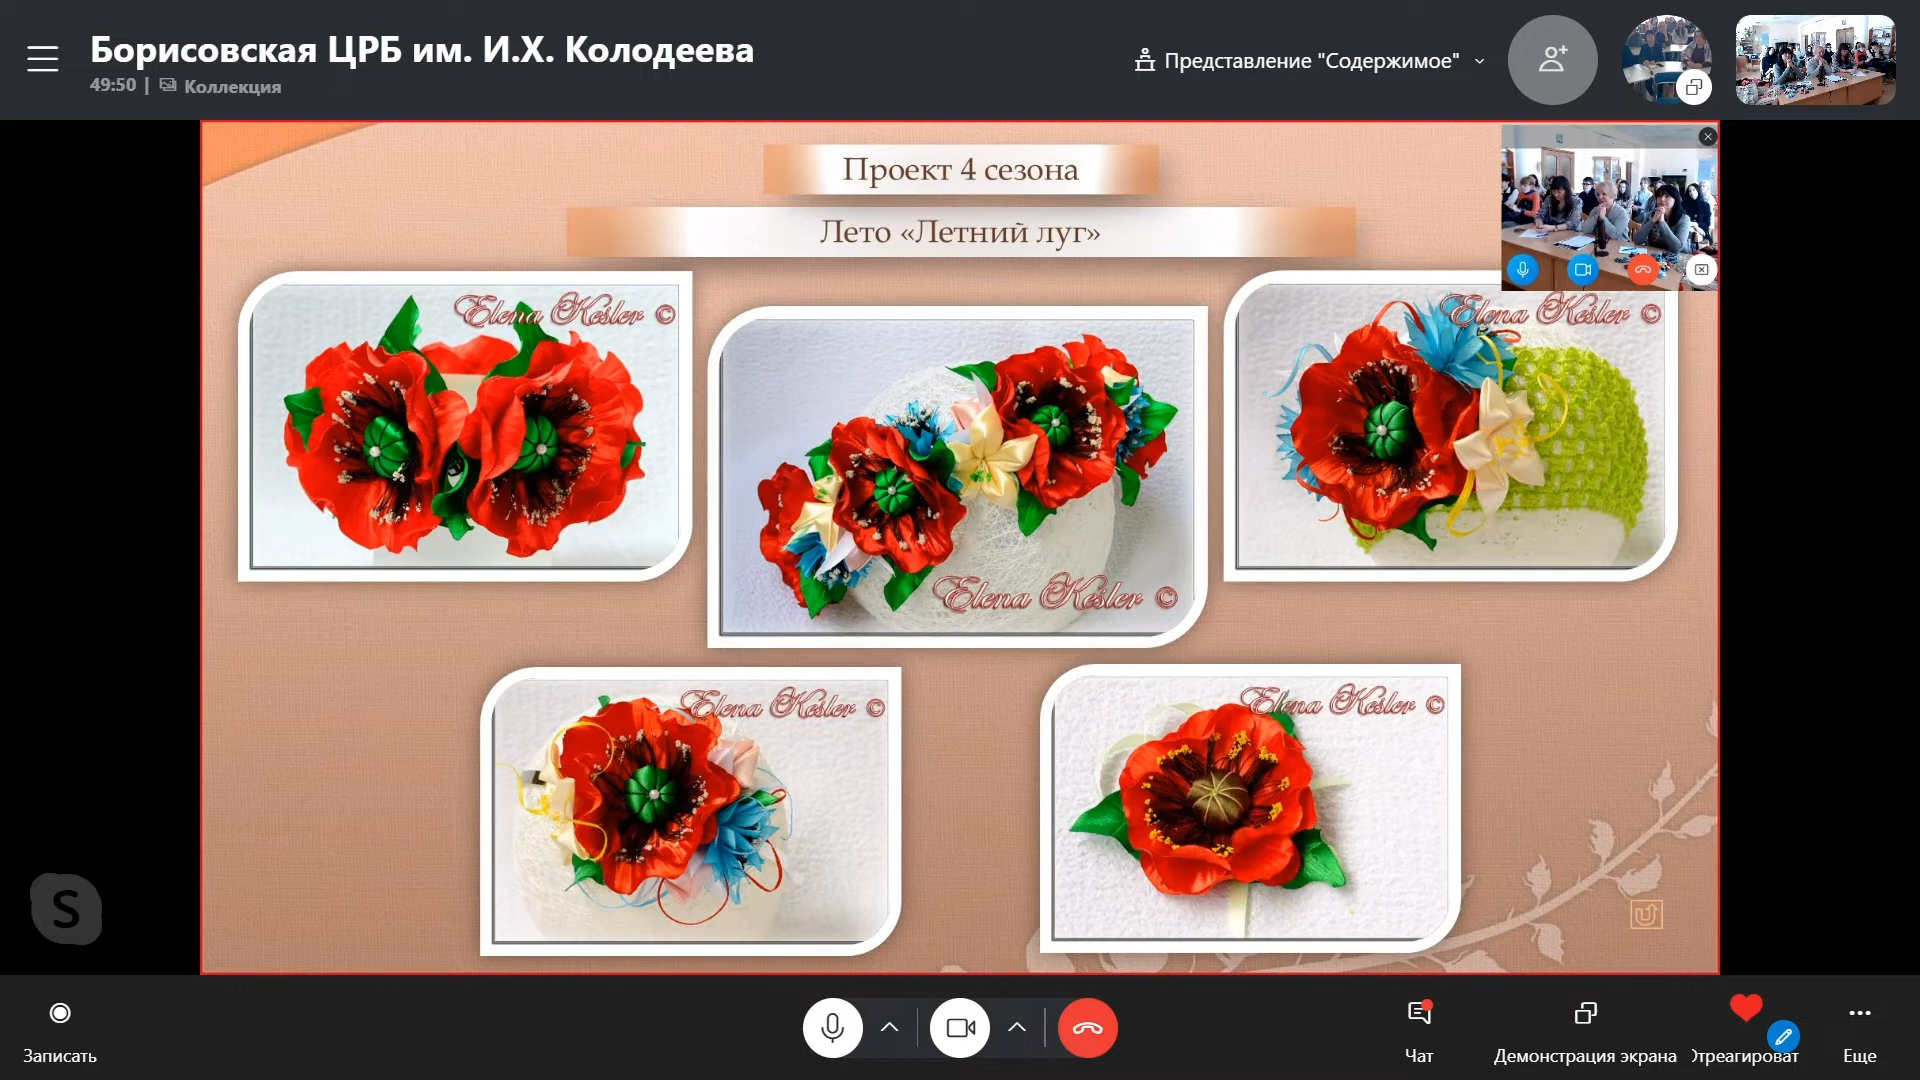 Борисовская ЦРБ им. И.Х. Колодеева
49:50 | Коллекция
Представление "Содержимое"
Проект 4 сезона
Лето «Летний луг»
Elena Kesler ©
Elena Kesler ©
Elena Kesler ©
Elena Kesler ©
Elena Kesler ©
S
Записать
Чат
Демонстрация экрана
Отреагироват
Еще